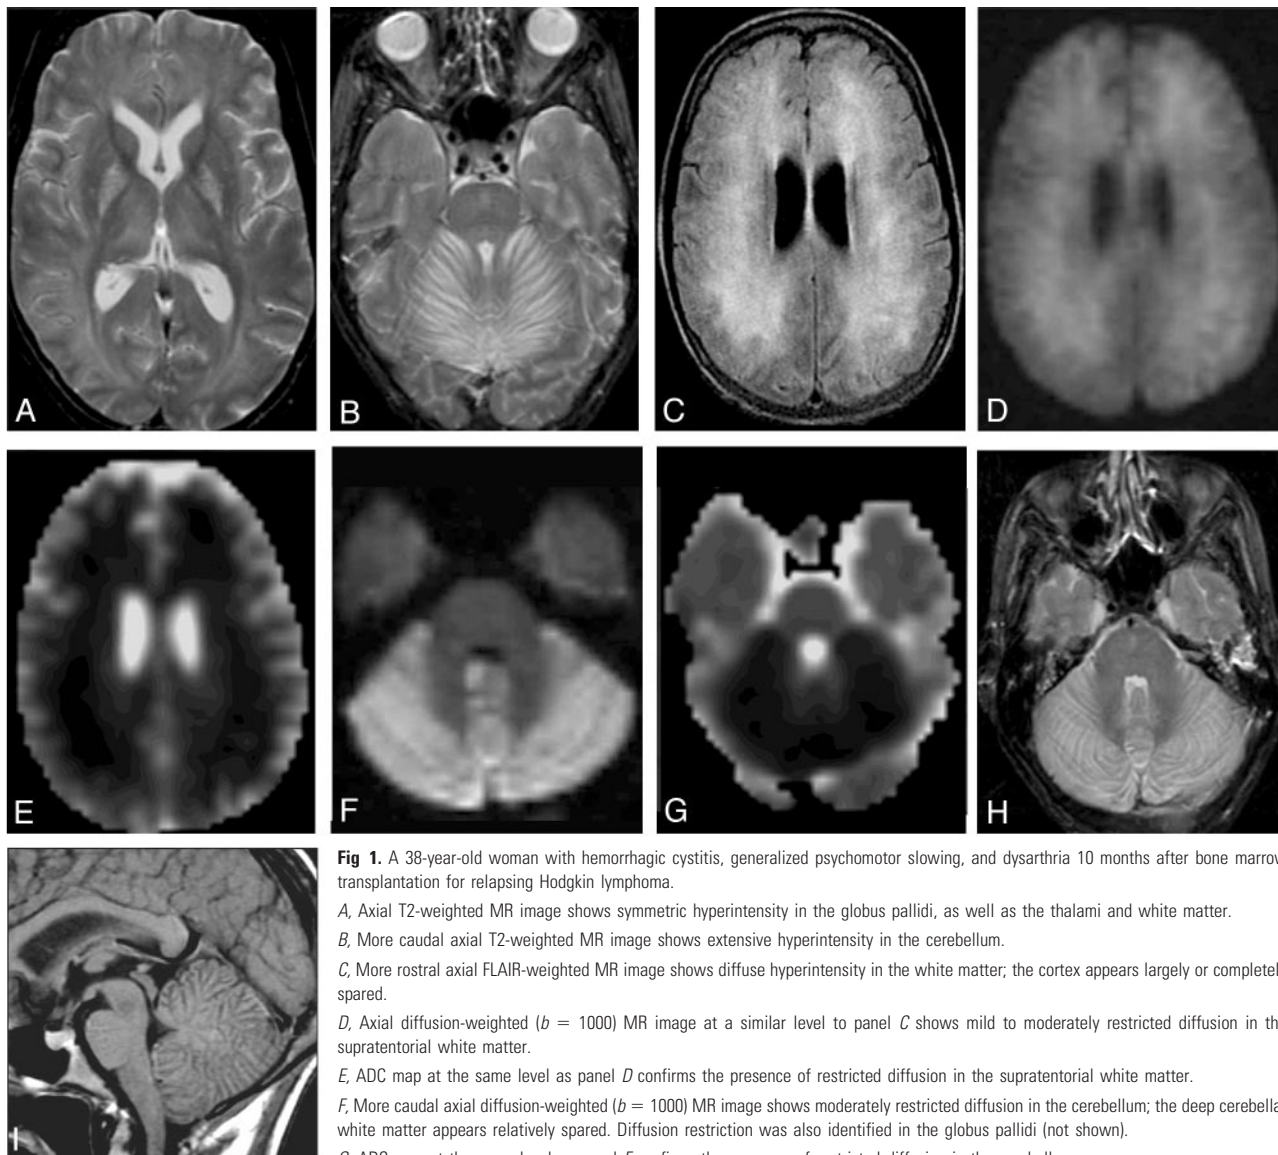 A
B
C
D
E
F
G
H
I
Fig 1. A 38-year-old woman with hemorrhagic cystitis, generalized psychomotor slowing, and dysarthria 10 months after bone marrow
transplantation for relapsing Hodgkin lymphoma.
A, Axial T2-weighted MR image shows symmetric hyperintensity in the globus pallidi, as well as the thalami and white matter.
B, More caudal axial T2-weighted MR image shows extensive hyperintensity in the cerebellum.
C, More rostral axial FLAIR-weighted MR image shows diffuse hyperintensity in the white matter; the cortex appears largely or completel
spared.
D, Axial diffusion-weighted (b = 1000) MR image at a similar level to panel C shows mild to moderately restricted diffusion in th
supratentorial white matter.
E, ADC map at the same level as panel D confirms the presence of restricted diffusion in the supratentorial white matter.
F, More caudal axial diffusion-weighted (b = 1000) MR image shows moderately restricted diffusion in the cerebellum; the deep cerebella
white matter appears relatively spared. Diffusion restriction was also identified in the globus pallidi (not shown).